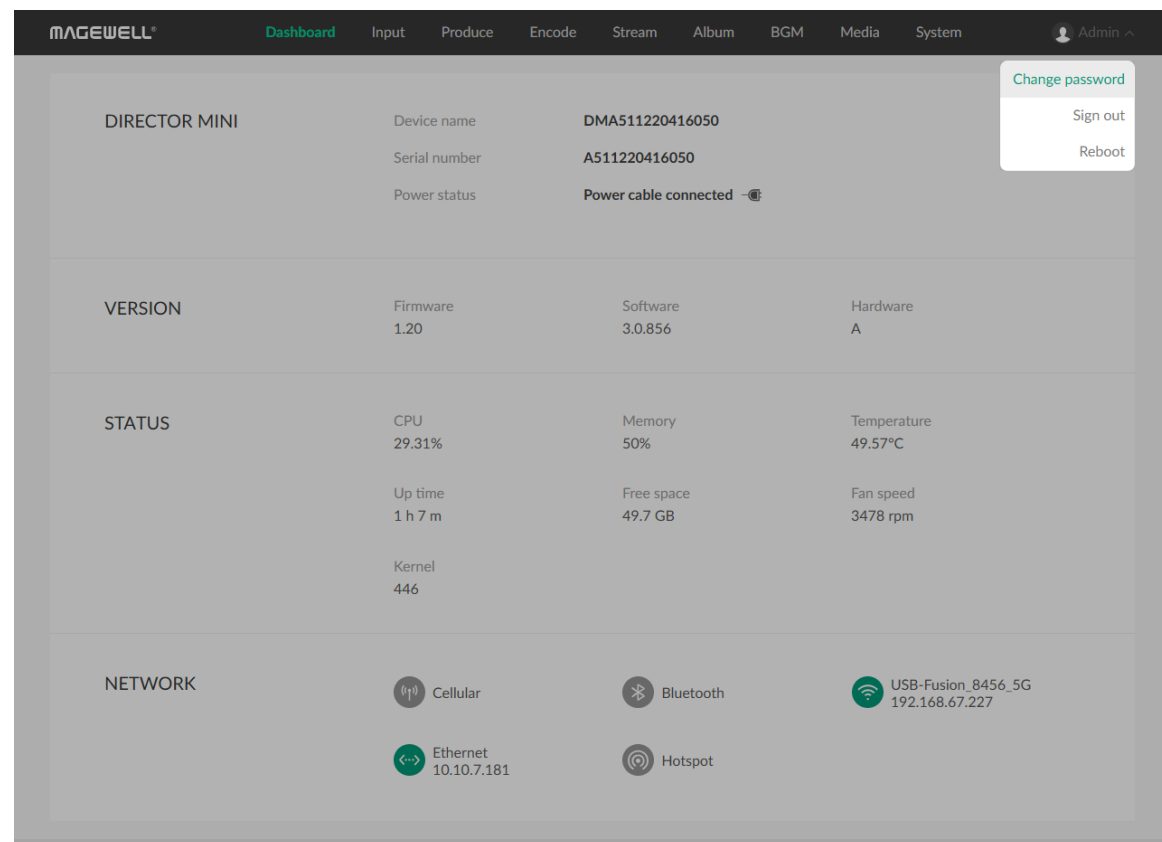 MAGEWELL®
Dashboard Input Produce Encode Stream Album BGM Media System Admin
Change password
Sign out
Reboot
DIRECTOR MINI
Device name DMA511220416050
Serial number A511220416050
Power status Power cable connected
VERSION
Firmware Software Hardware
1.20 3.0.856 A
STATUS
CPU Memory Temperature
29.31% 50% 49.57°C
Up time Free space Fan speed
1 h 7 m 49.7 GB 3478 rpm
Kernel
446
NETWORK
Cellular Bluetooth USB-Fusion_8456_5G
192.168.67.227
Ethernet Hotspot
10.10.7.181